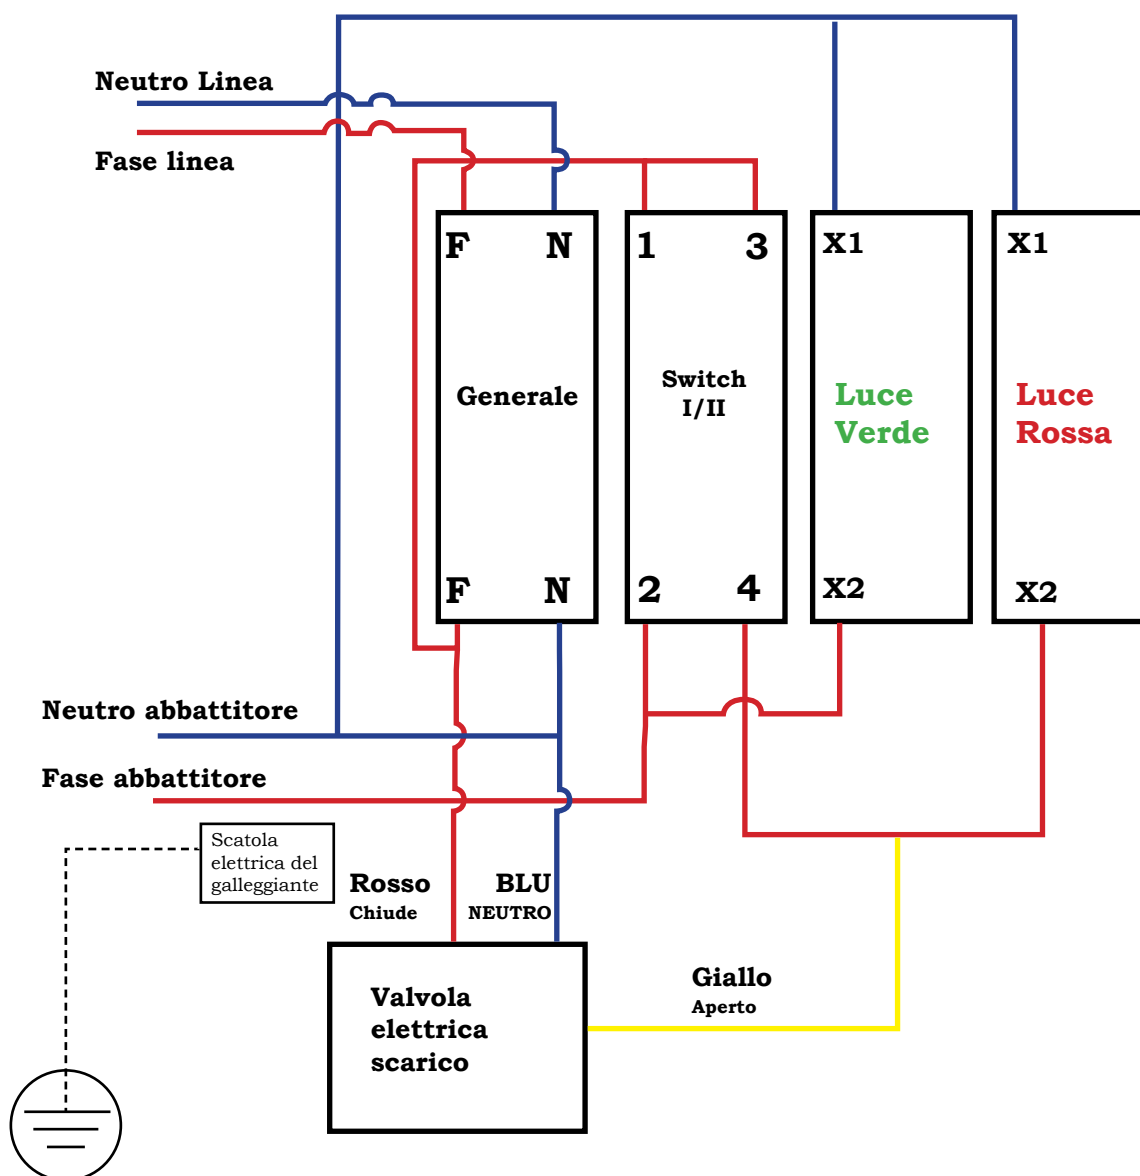 Neutro Linea
Fase linea
F N
1 3
X1
X1
Generale
Switch
I/II
Luce
Verde
Luce
Rossa
F N
2 4
X2
X2
Neutro abbattitore
Fase abbattitore
Scatola
elettrica del
galleggiante
Rosso
Chiude
BLU
NEUTRO
Giallo
Aperto
Valvola
elettrica
scarico